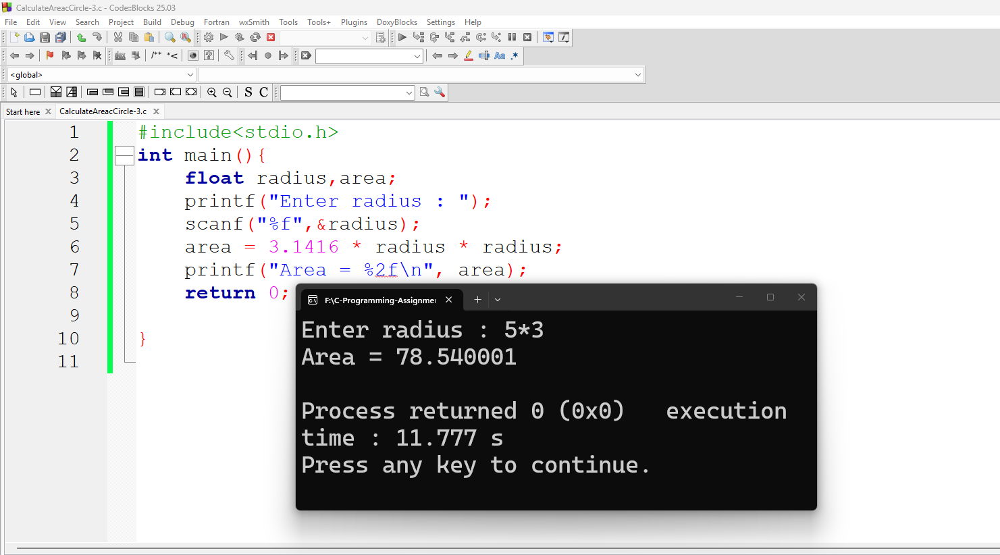 CalculateAreacCircle-3.c - Code::Blocks 25.03
File Edit View Search Project Build Debug Fortran wxSmith Tools Tools+ Plugins DoxyBlocks Settings Help
/** *<
Aa .*
<global>
S C
Start here CalculateAreacCircle-3.c
1 #include<stdio.h>
2 int main(){
3 float radius,area;
4 printf("Enter radius : ");
5 scanf("%f",&radius);
6 area = 3.1416 * radius * radius;
7 printf("Area = %2f\n", area);
8 return 0;
9
10 }
11
F:\C-Programming-Assignmer
Enter radius : 5*3
Area = 78.540001
Process returned 0 (0x0) execution
time : 11.777 s
Press any key to continue.